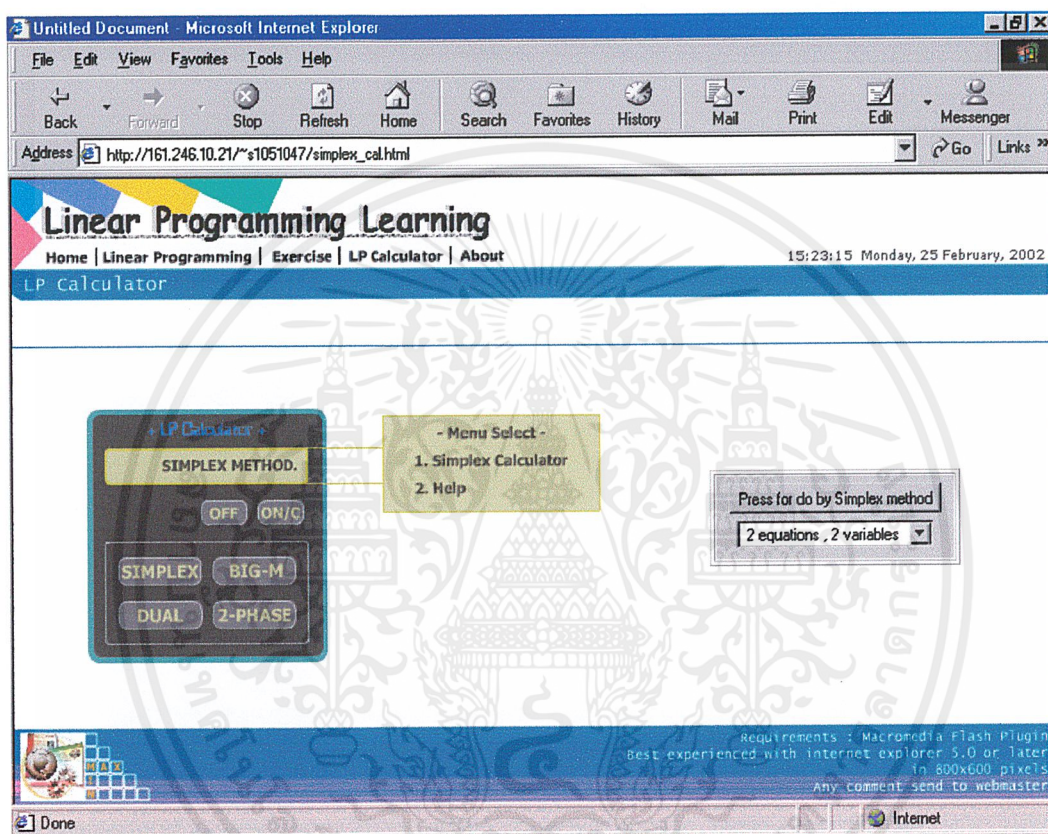 Untitled Document - Microsoft Internet Explorer
File Edit View Favorites Tools Help
Back Forward Stop Refresh Home Search Favorites History Mail Print Edit Messenger
Address http://161.246.10.21/~s1051047/simplex_cal.html Go Links »
Linear Programming Learning
Home | Linear Programming | Exercise | LP Calculator | About
15:23:15 Monday, 25 February, 2002
LP Calculator
+ LP Calculator +
SIMPLEX METHOD.
OFF ON/C
SIMPLEX BIG-M
DUAL 2-PHASE
- Menu Select -
1. Simplex Calculator
2. Help
Press for do by Simplex method
2 equations , 2 variables
MAX
Requirements : Macromedia Flash Plugin
Best experienced with internet explorer 5.0 or later
in 800x600 pixels
Any comment send to webmaster
Done
Internet